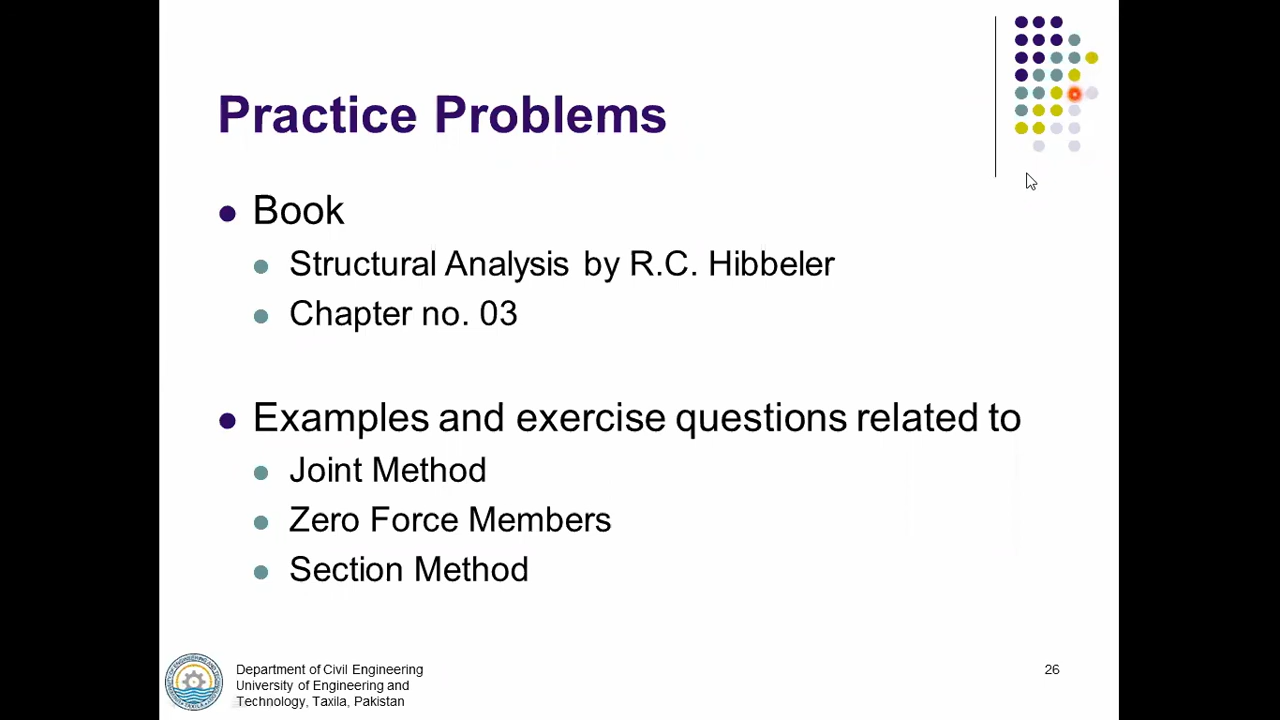 Practice Problems
Book
Structural Analysis by R.C. Hibbeler
Chapter no. 03
Examples and exercise questions related to
Joint Method
Zero Force Members
Section Method
Department of Civil Engineering
University of Engineering and
Technology, Taxila, Pakistan
26